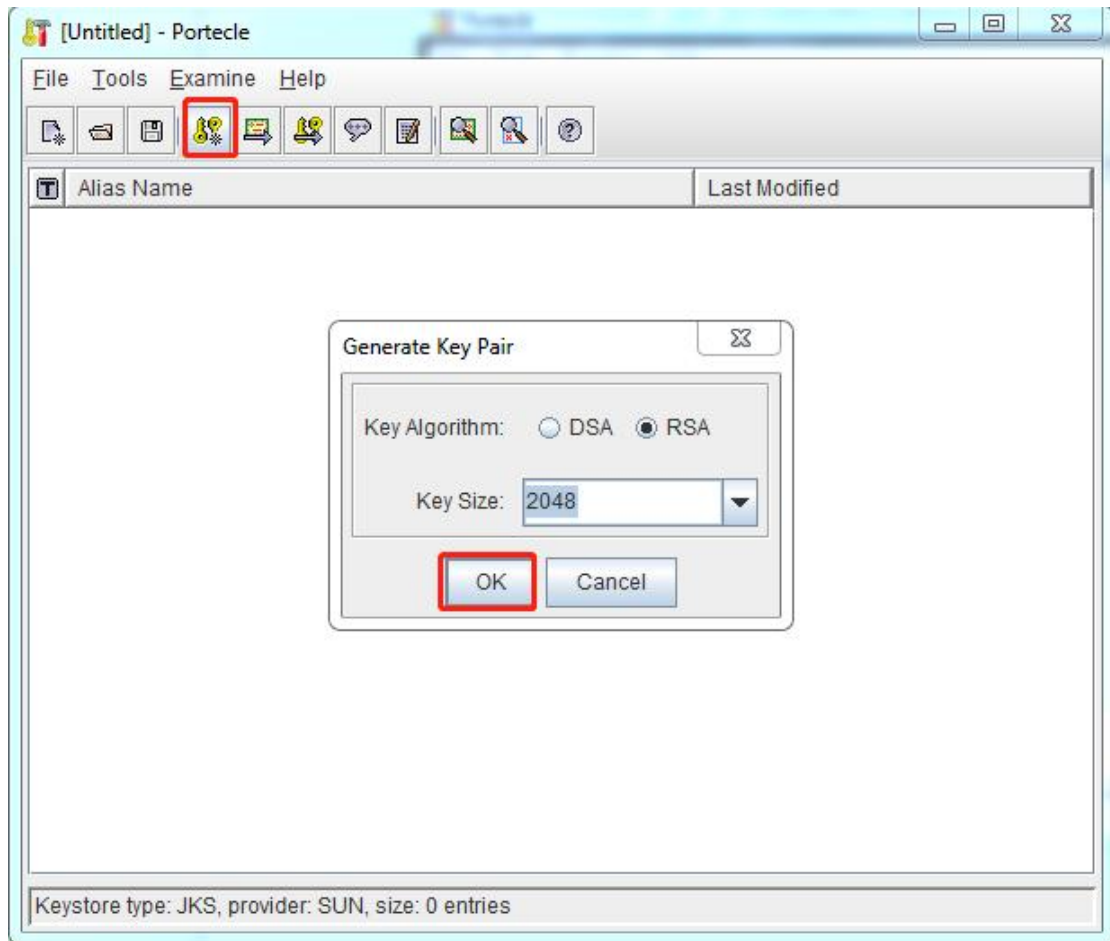 [Untitled] - Portecle
File Tools Examine Help
T Alias Name Last Modified
Generate Key Pair
Key Algorithm: DSA RSA
Key Size: 2048
OK Cancel
Keystore type: JKS, provider: SUN, size: 0 entries